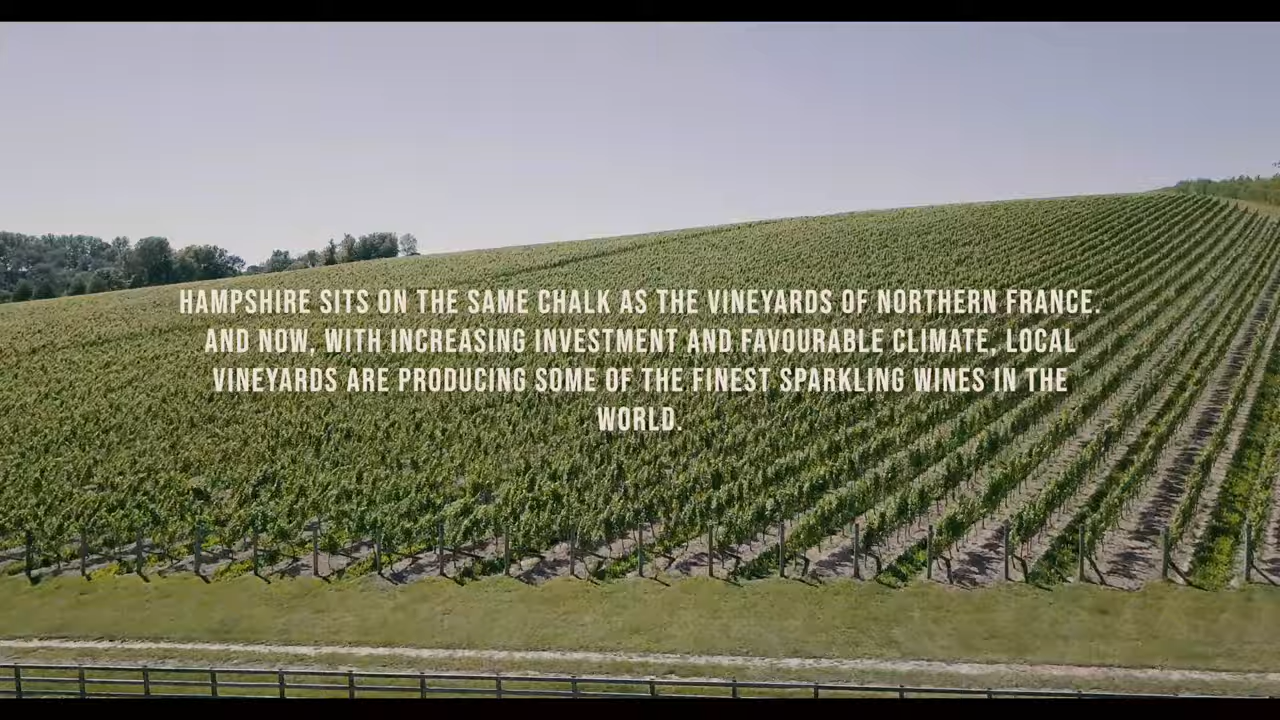 HAMPSHIRE SITS ON THE SAME CHALK AS THE VINEYARDS OF NORTHERN FRANCE.
AND NOW, WITH INCREASING INVESTMENT AND FAVOURABLE CLIMATE, LOCAL
VINEYARDS ARE PRODUCING SOME OF THE FINEST SPARKLING WINES IN THE
WORLD.